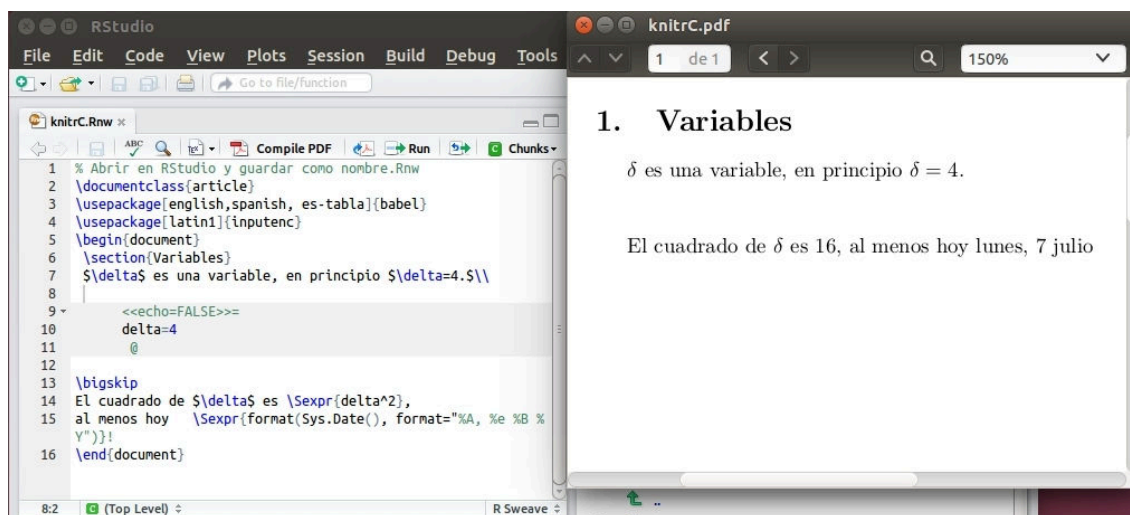 RStudio
File Edit Code View Plots Session Build Debug Tools
Go to file/function
knitrC.Rnw ×
ABC Compile PDF Run Chunks
1 % Abrir en RStudio y guardar como nombre.Rnw
2 \documentclass{article}
3 \usepackage[english,spanish, es-tabla]{babel}
4 \usepackage[latin1]{inputenc}
5 \begin{document}
6 \section{Variables}
7 $\delta$ es una variable, en principio $\delta=4.$\\
8
9 <<echo=FALSE>>=
10 delta=4
11 @
12
13 \bigskip
14 El cuadrado de $\delta$ es \Sexpr{delta^2},
15 al menos hoy \Sexpr{format(Sys.Date(), format="%A, %e %B %
Y")}!
16 \end{document}
8:2 C (Top Level) R Sweave
knitrC.pdf
1 de 1 < > 150%
1. Variables
δ es una variable, en principio δ = 4.
El cuadrado de δ es 16, al menos hoy lunes, 7 julio
..